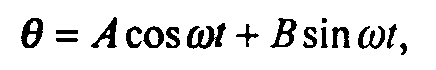 θ = A cos ωt + B sin ωt,